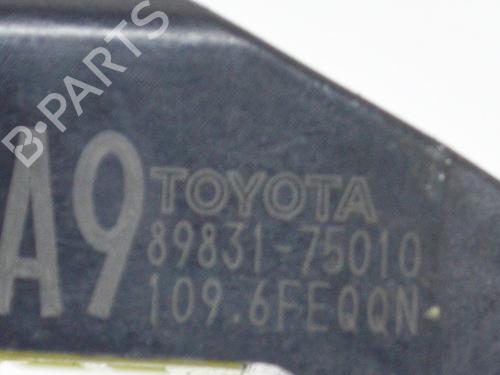 B·PARTS
A9
TOYOTA
89831-75010
109.6FEQQN